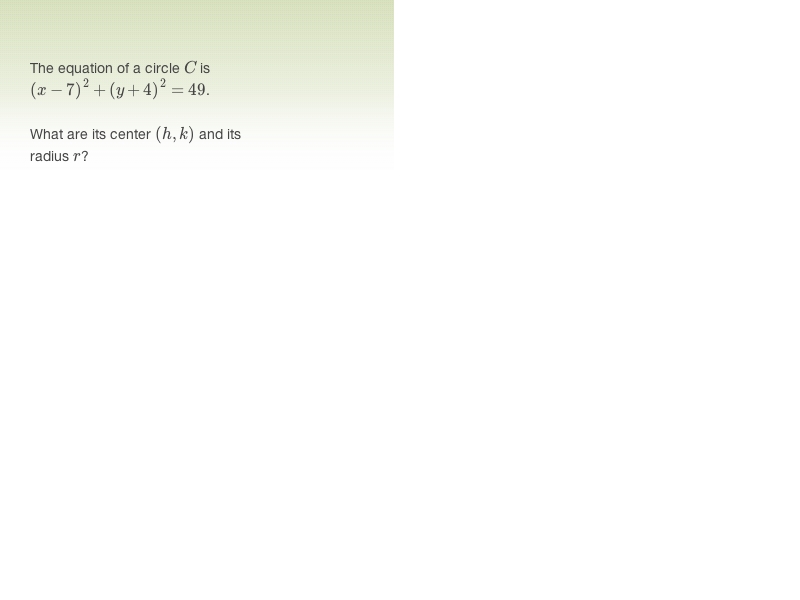 The equation of a circle C is
(x − 7)² + (y + 4)² = 49.
What are its center (h, k) and its
radius r?